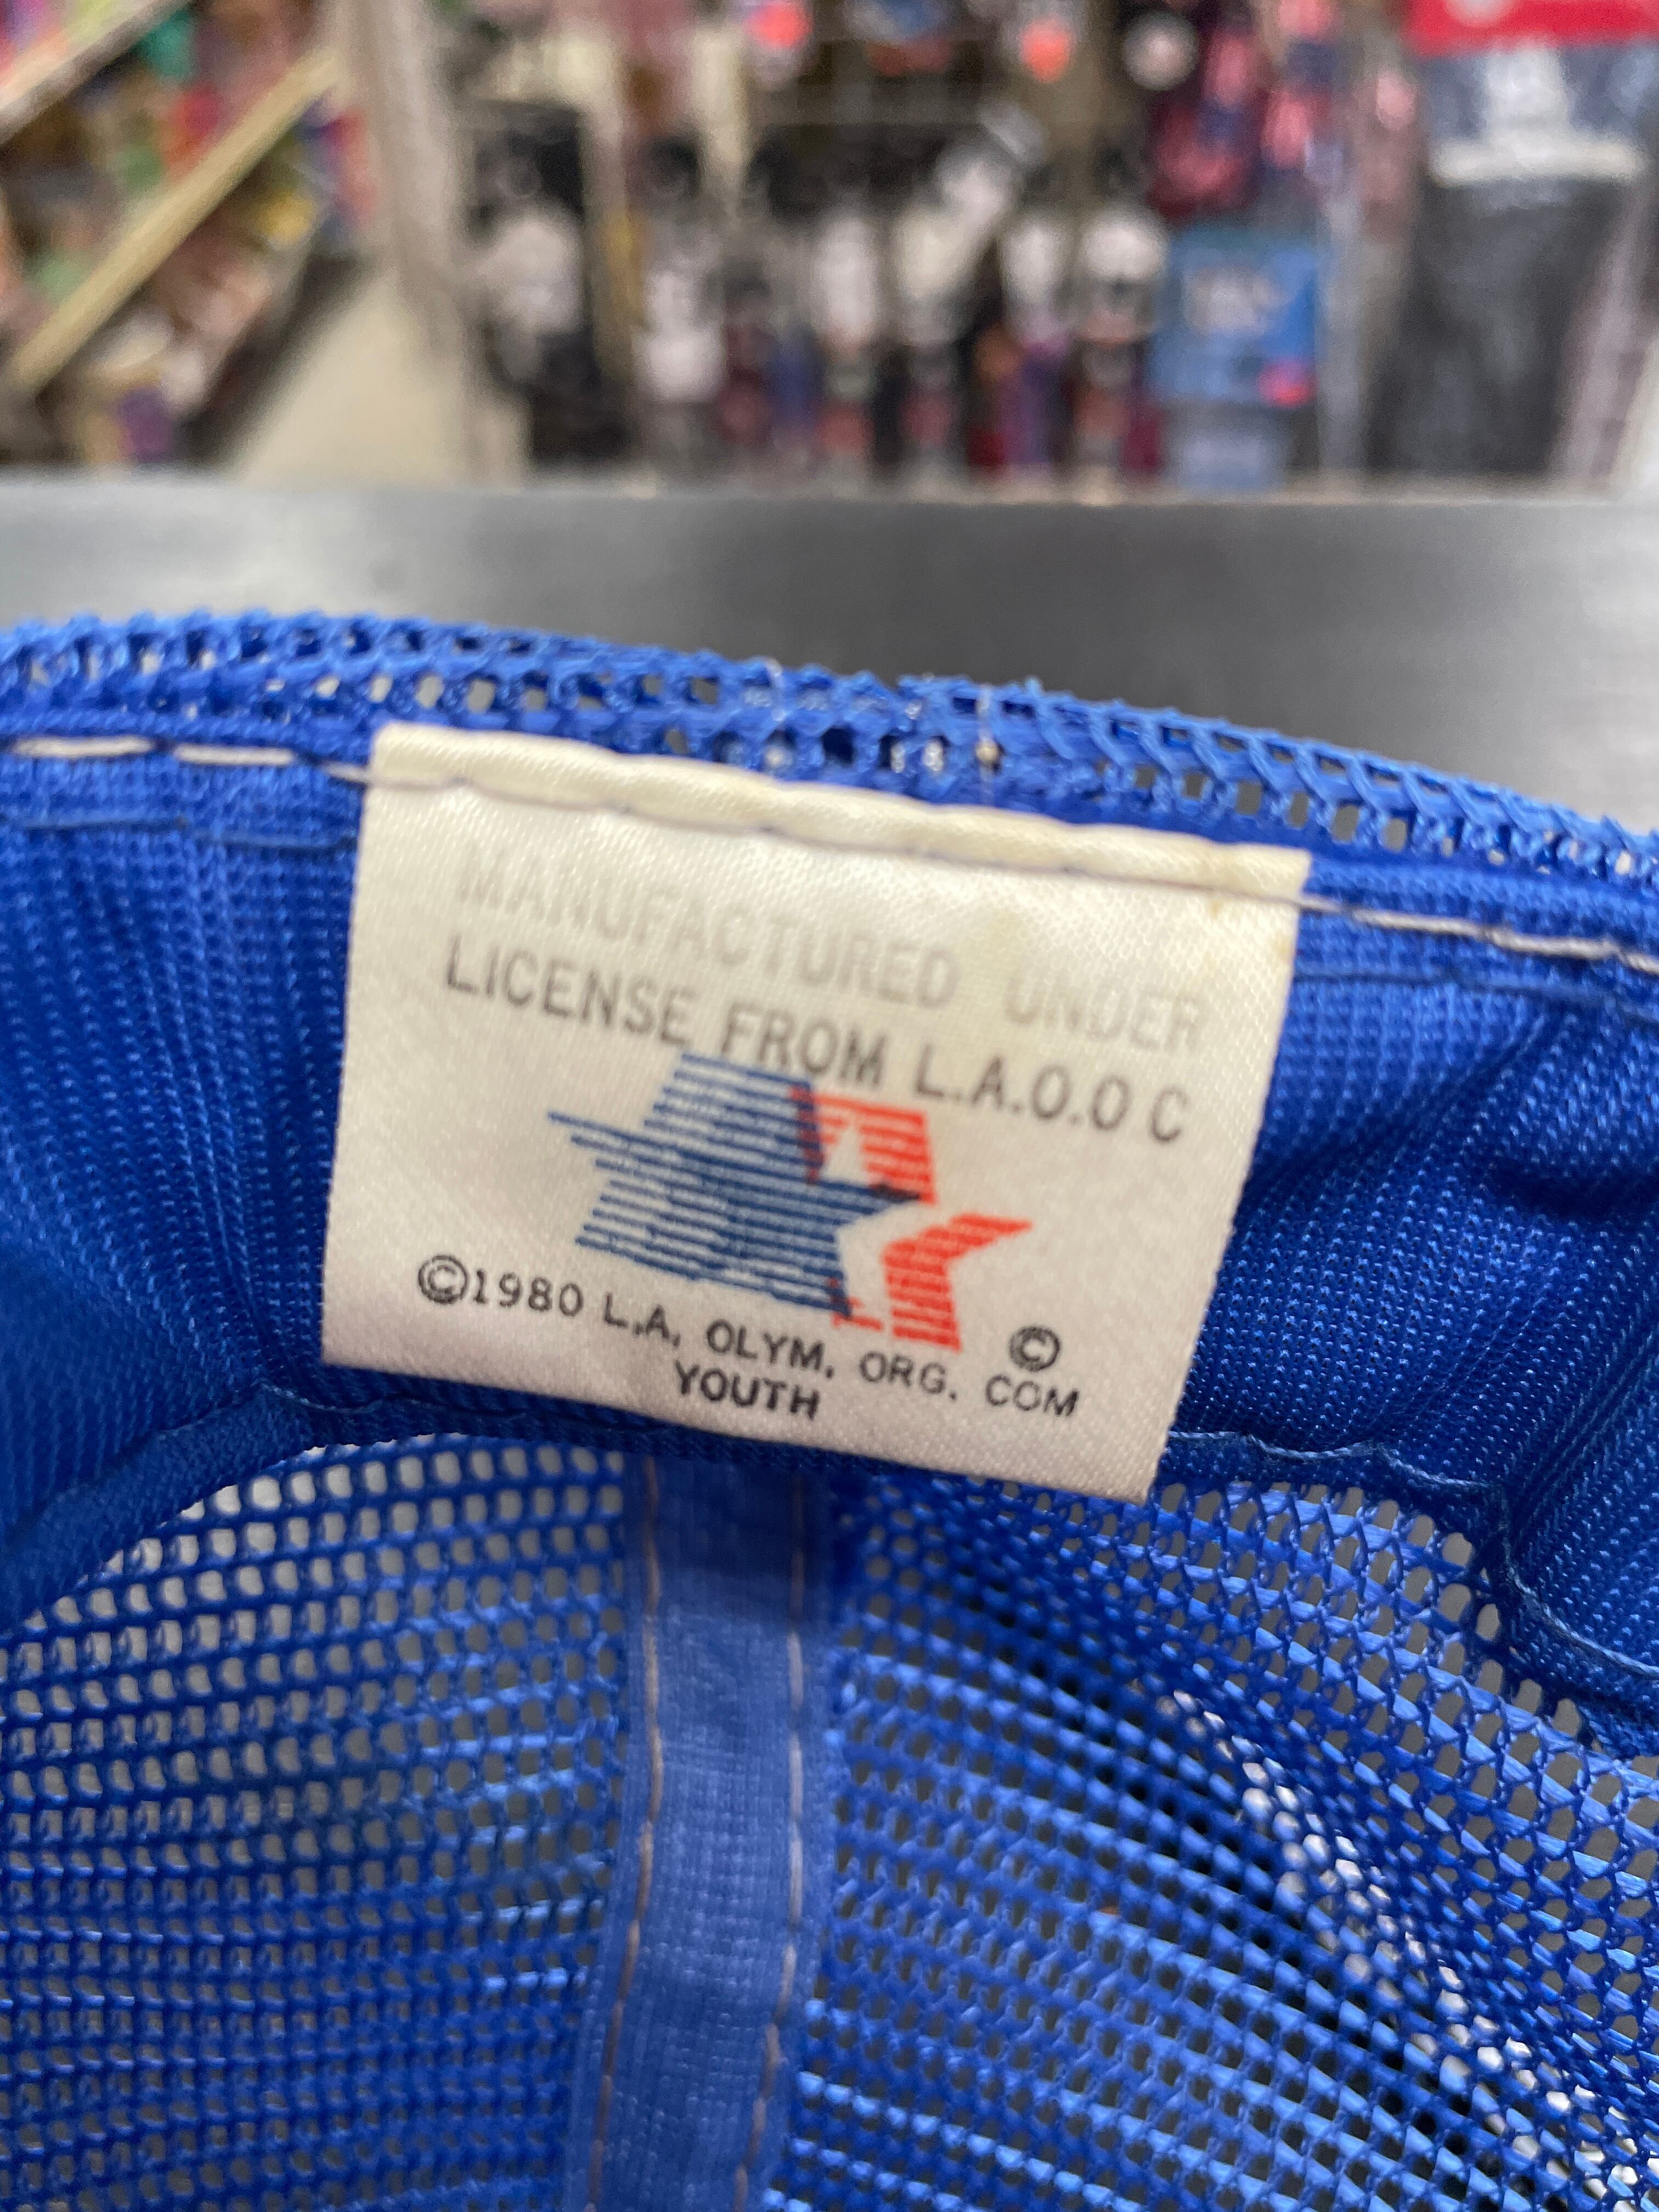 MANUFACTURED UNDER
LICENSE FROM L.A.O.O C
©1980 L.A. OLYM. ORG. COM ©
YOUTH